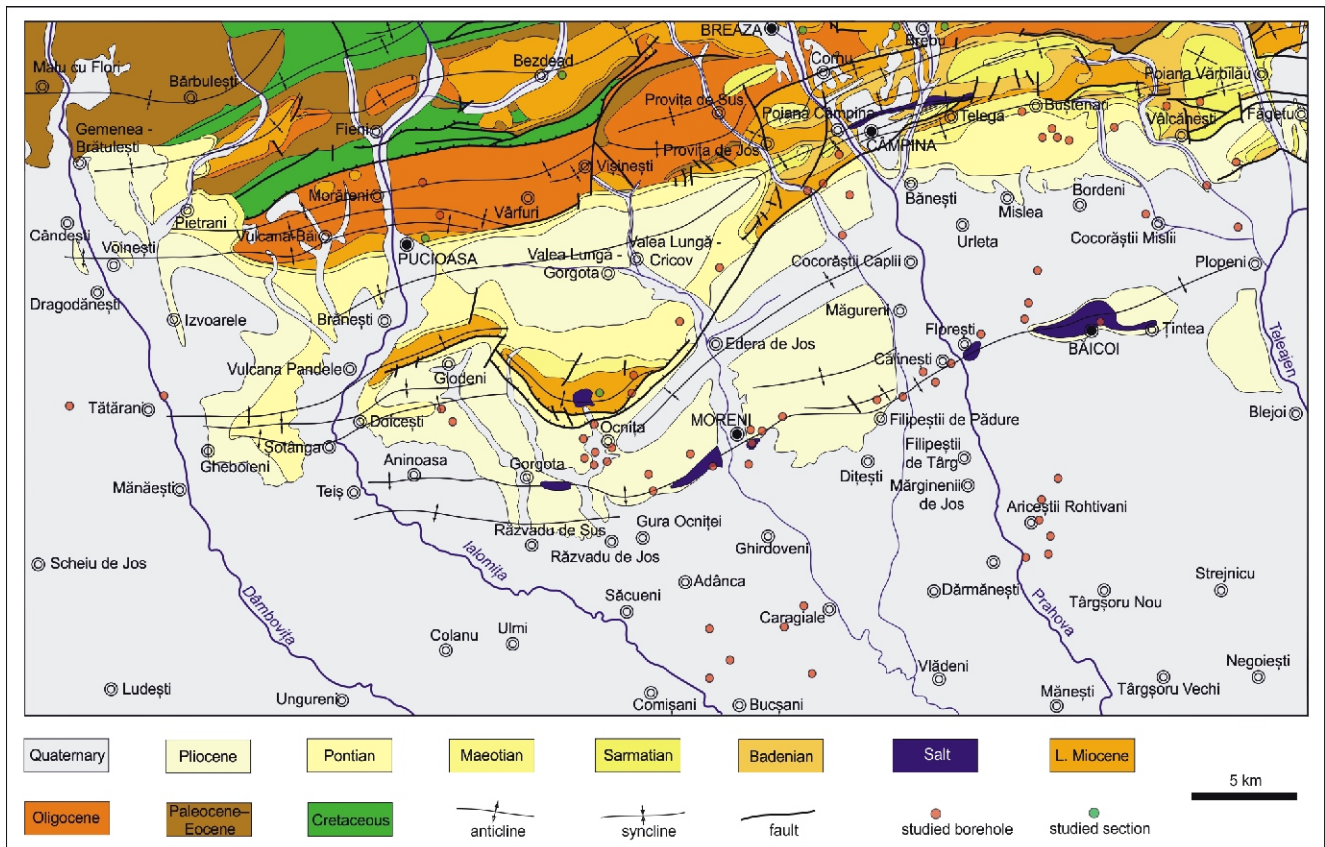 BREAZA
Brebu
Malu cu Flori
Bărbulești
Bezdead
Cornu
Poiana Vărbilău
Provița de Sus
Poiana Câmpina
Buștenari
Telega
Vâlcănești
Făgetu
Gemenea -
Brătulești
Fieni
Provița de Jos
CÂMPINA
Vișinești
Moräreni
Vârfuri
Bănești
Mislea
Bordeni
Pietrari
Cândești
Voinești
Vulcana-Băi
PUCIOASA
Valea Lungă -
Gorgota
Valea Lungă -
Cricov
Urleta
Cocorăștii Mislii
Cocorăștii Caplii
Plopeni
Dragodănești
Izvoarele
Brănești
Măgureni
Edera de Jos
Florești
BĂICOI
Țintea
Teleajen
Vulcana Pandele
Glodeni
Călinești
Tătărani
Doicești
Ocnița
MORENI
Filipeștii de Pădure
Blejoi
Șotânga
Gheboieni
Aninoasa
Gorgota
Filipeștii
de Târg
Dițești
Mărginenii
de Jos
Mănăești
Teiș
Ariceștii Rohtivani
Răzvadu de Sus
Răzvadu de Jos
Gura Ocniței
Ghirdoveni
Scheiu de Jos
Ialomița
Dâmbovița
Adânca
Dărmănești
Prahova
Târgșoru Nou
Strejnicu
Săcueni
Caragiale
Colanu
Ulmi
Vlădeni
Negoiești
Ludești
Ungureni
Comișani
Bucșani
Mănești
Târgșoru Vechi
Quaternary
Pliocene
Pontian
Maeotian
Sarmatian
Badenian
Salt
L. Miocene
5 km
Oligocene
Paleocene–
Eocene
Cretaceous
anticline
syncline
fault
studied borehole
studied section